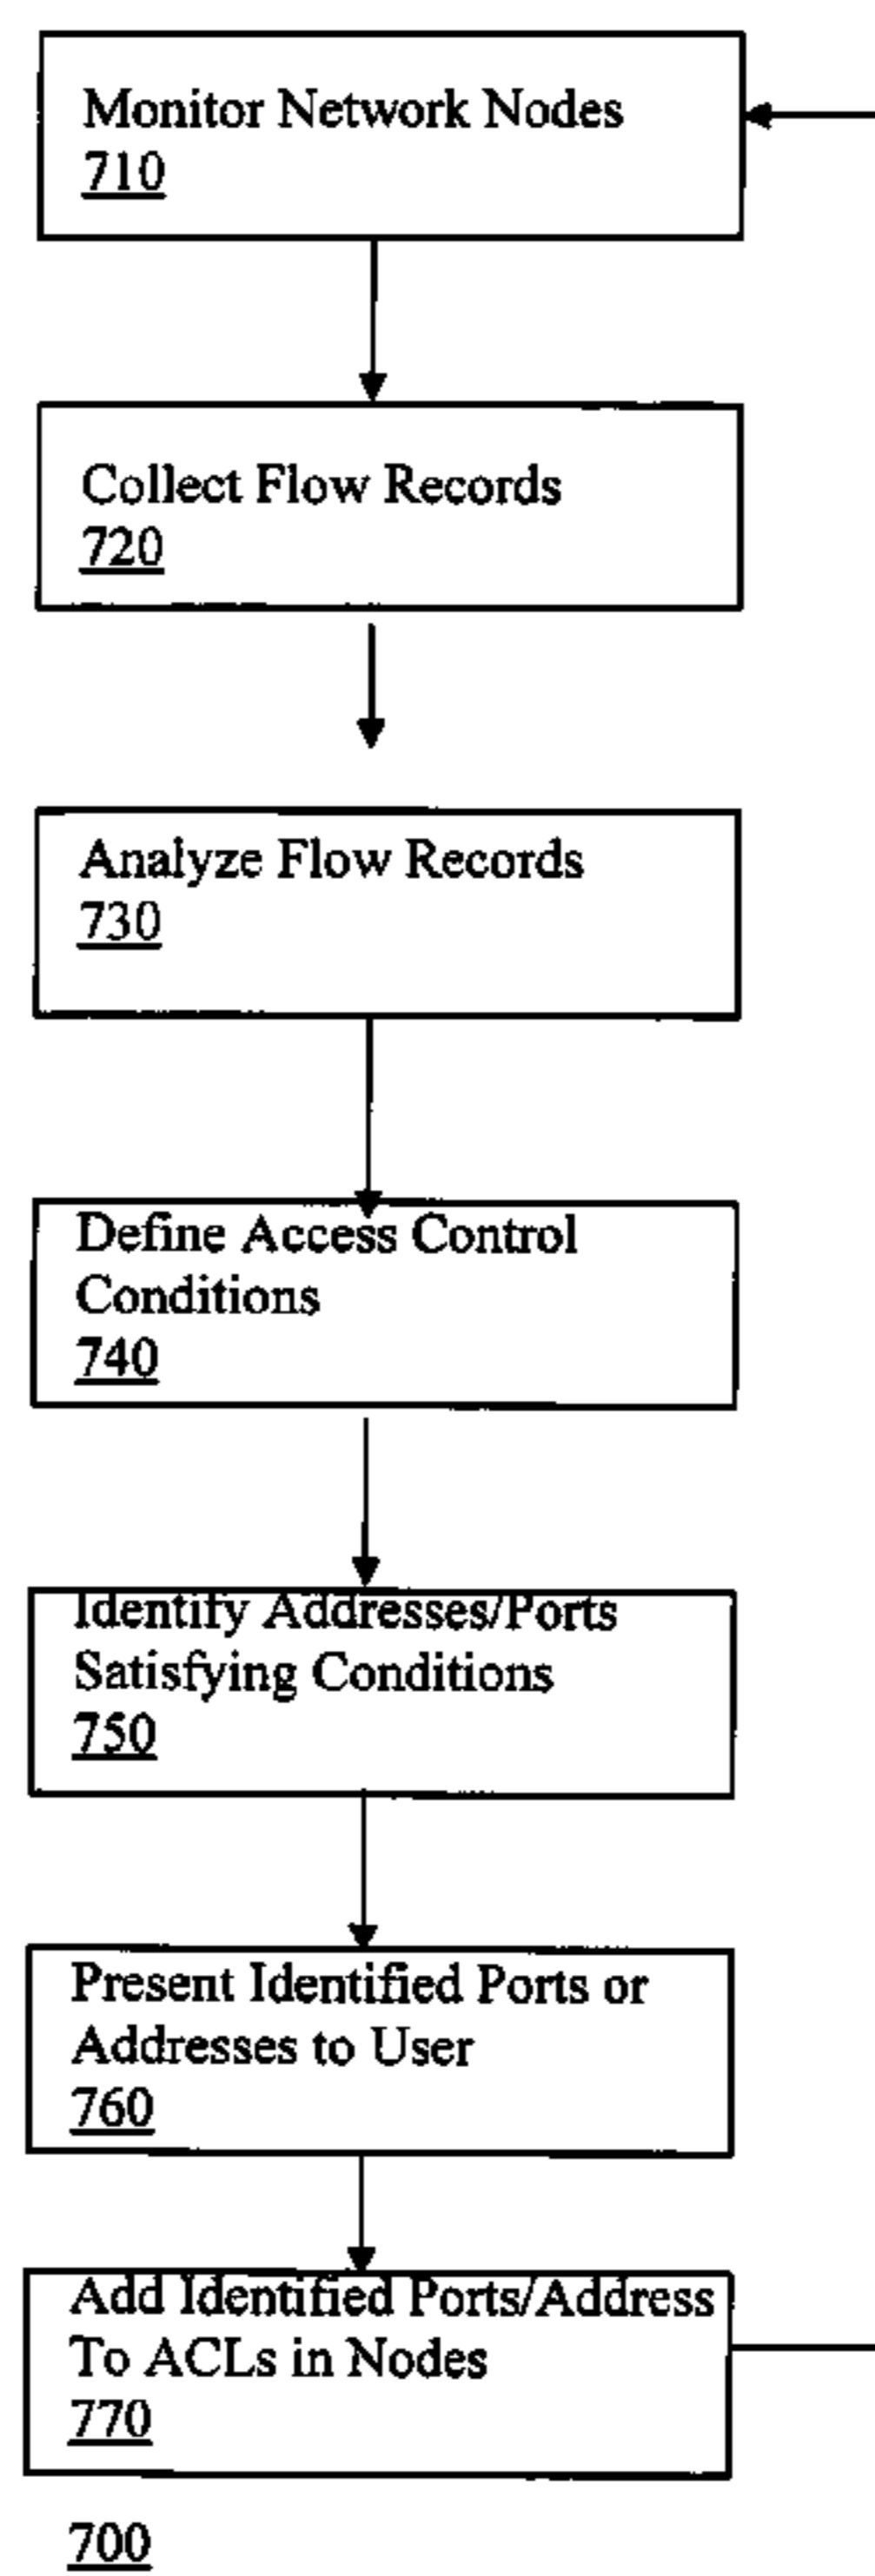 Monitor Network Nodes
710
Collect Flow Records
720
Analyze Flow Records
730
Define Access Control
Conditions
740
Identify Addresses/Ports
Satisfying Conditions
750
Present Identified Ports or
Addresses to User
760
Add Identified Ports/Address
To ACLs in Nodes
770
700